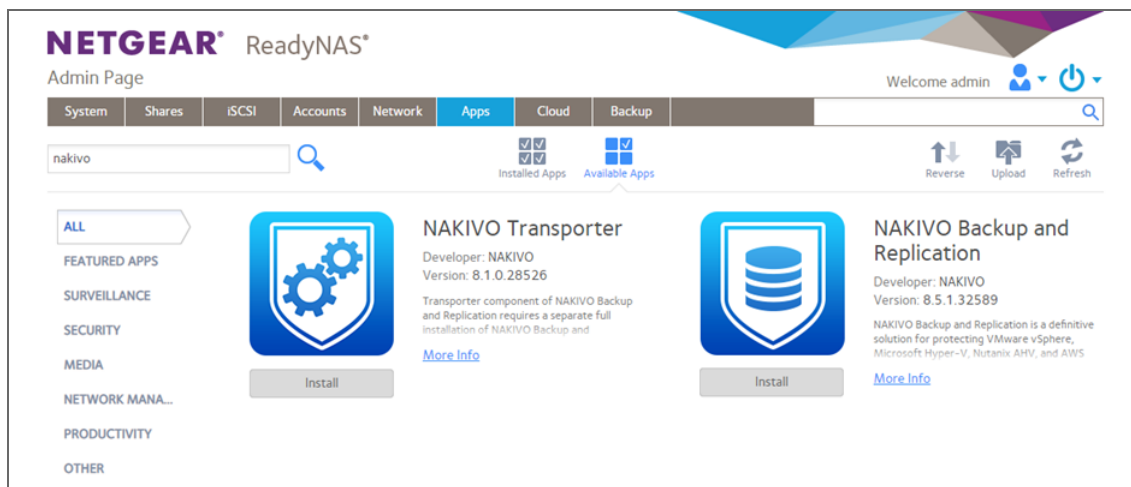 NETGEAR® ReadyNAS®
Admin Page
Welcome admin
System Shares iSCSI Accounts Network Apps Cloud Backup
nakivo
Installed Apps Available Apps
Reverse Upload Refresh
ALL
FEATURED APPS
SURVEILLANCE
SECURITY
MEDIA
NETWORK MANA...
PRODUCTIVITY
OTHER
NAKIVO Transporter
Developer: NAKIVO
Version: 8.1.0.28526
Transporter component of NAKIVO Backup
and Replication requires a separate full
installation of NAKIVO Backup and
More Info
Install
NAKIVO Backup and
Replication
Developer: NAKIVO
Version: 8.5.1.32589
NAKIVO Backup and Replication is a definitive
solution for protecting VMware vSphere,
Microsoft Hyper-V, Nutanix AHV, and AWS
More Info
Install